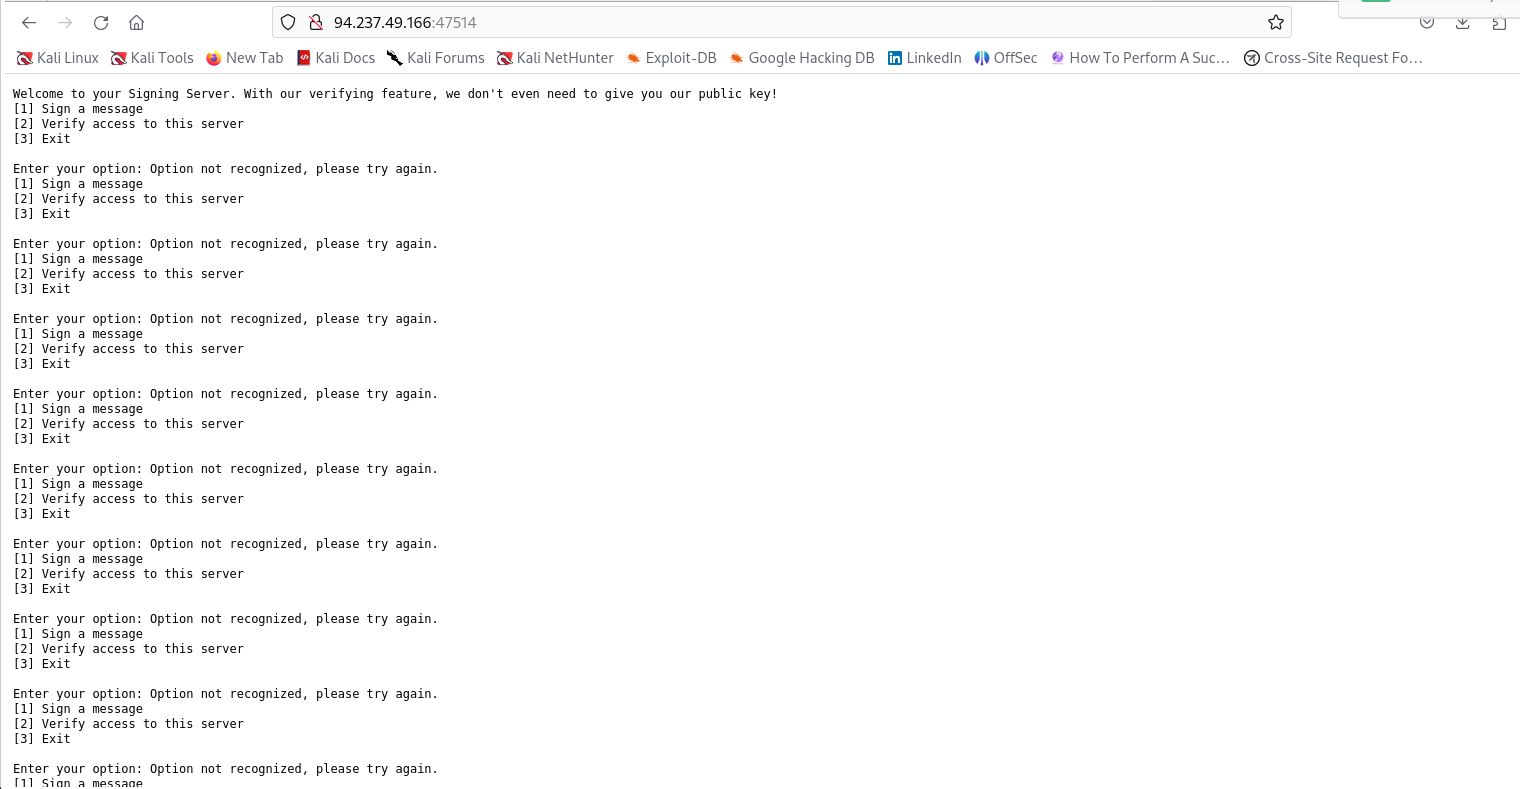 94.237.49.166:47514
Kali Linux Kali Tools New Tab Kali Docs Kali Forums Kali NetHunter Exploit-DB Google Hacking DB LinkedIn OffSec How To Perform A Suc… Cross-Site Request Fo…
Welcome to your Signing Server. With our verifying feature, we don't even need to give you our public key!
[1] Sign a message
[2] Verify access to this server
[3] Exit
Enter your option: Option not recognized, please try again.
[1] Sign a message
[2] Verify access to this server
[3] Exit
Enter your option: Option not recognized, please try again.
[1] Sign a message
[2] Verify access to this server
[3] Exit
Enter your option: Option not recognized, please try again.
[1] Sign a message
[2] Verify access to this server
[3] Exit
Enter your option: Option not recognized, please try again.
[1] Sign a message
[2] Verify access to this server
[3] Exit
Enter your option: Option not recognized, please try again.
[1] Sign a message
[2] Verify access to this server
[3] Exit
Enter your option: Option not recognized, please try again.
[1] Sign a message
[2] Verify access to this server
[3] Exit
Enter your option: Option not recognized, please try again.
[1] Sign a message
[2] Verify access to this server
[3] Exit
Enter your option: Option not recognized, please try again.
[1] Sign a message
[2] Verify access to this server
[3] Exit
Enter your option: Option not recognized, please try again.
[1] Sign a message